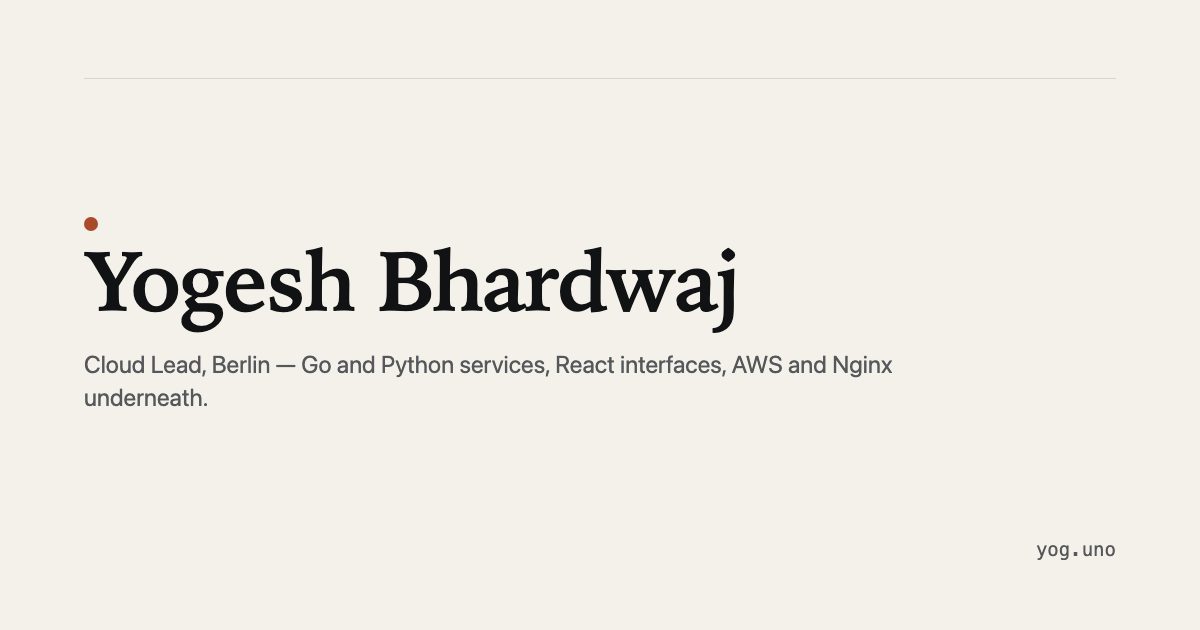 Yogesh Bhardwaj
Cloud Lead, Berlin — Go and Python services, React interfaces, AWS and Nginx
underneath.
yog.uno